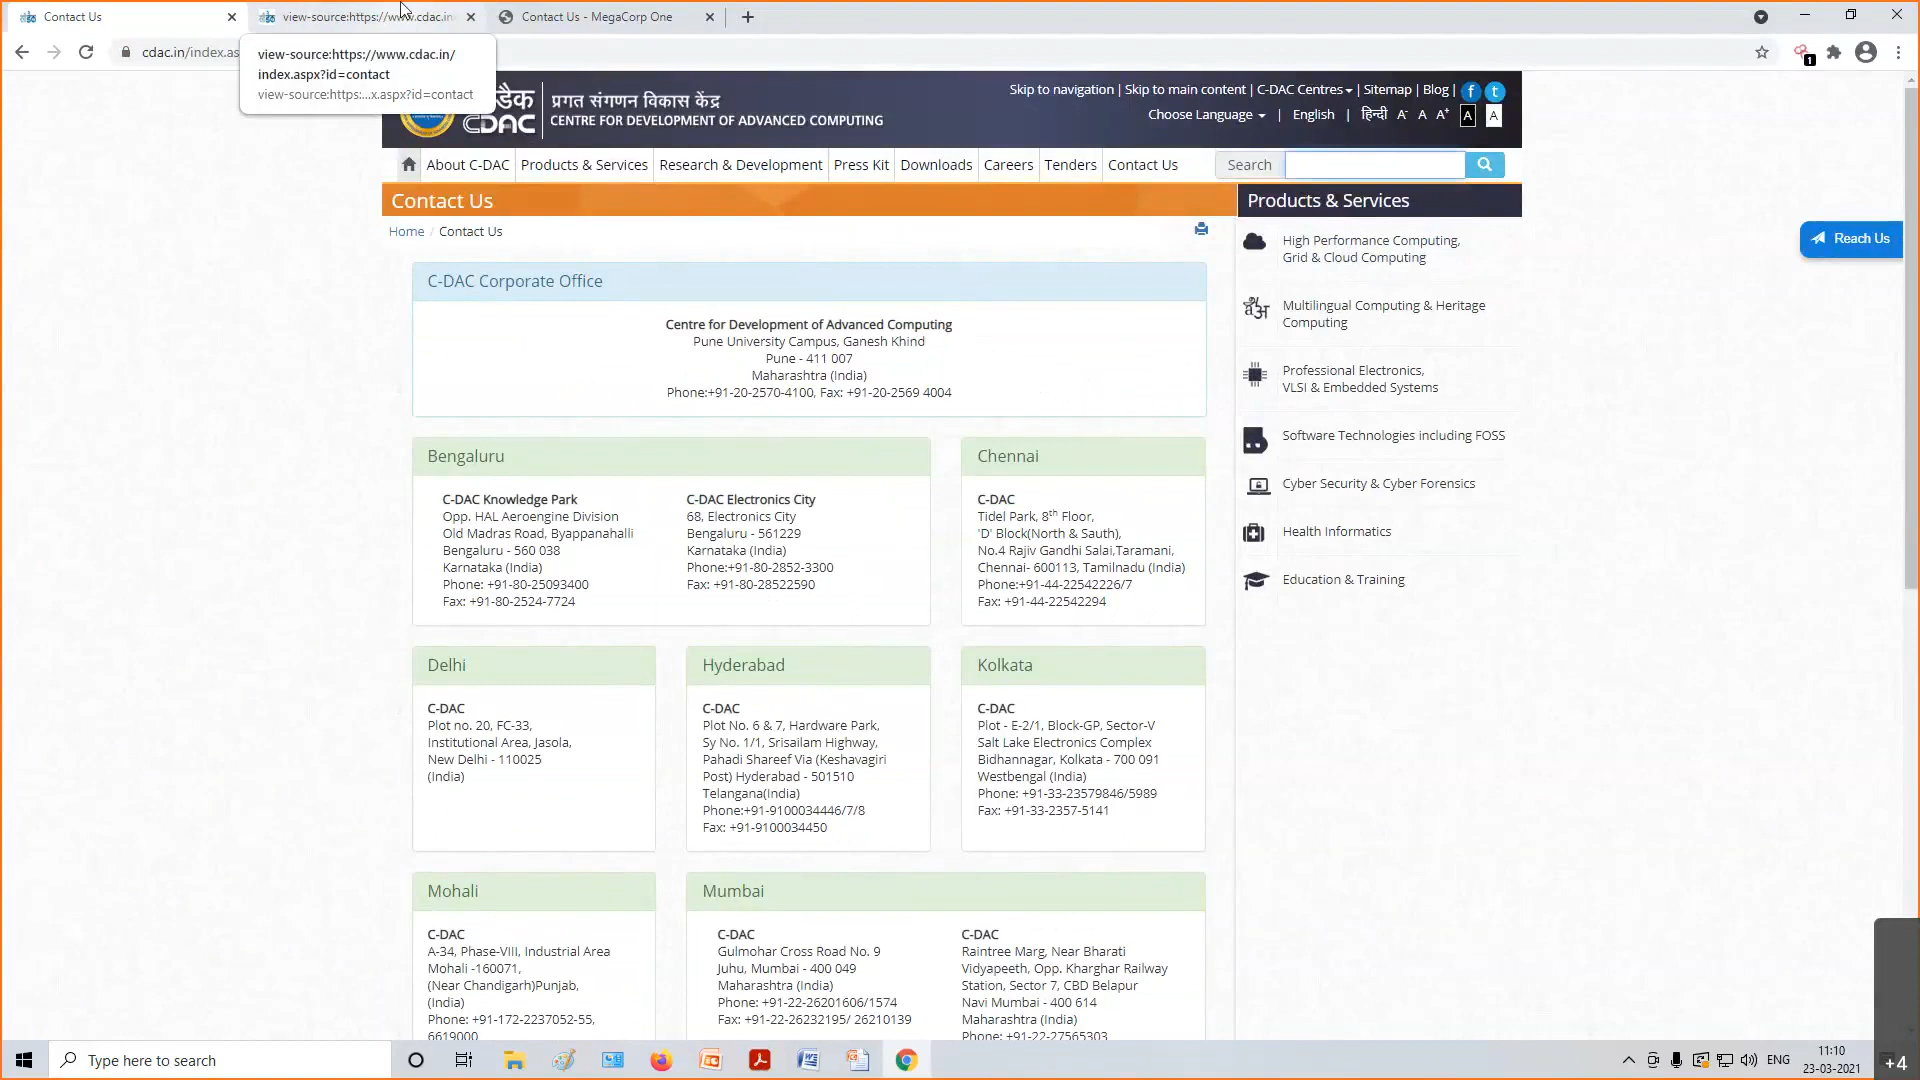 Contact Us
view-source:https://www.cdac.in
Contact Us - MegaCorp One
cdac.in/index.as
view-source:https://www.cdac.in/
index.aspx?id=contact
view-source:https:...x.aspx?id=contact
प्रगत संगणन विकास केंद्र
CDAC
CENTRE FOR DEVELOPMENT OF ADVANCED COMPUTING
Skip to navigation | Skip to main content | C-DAC Centres | Sitemap | Blog |
Choose Language | English | हिन्दी A- A A+ A A
About C-DAC Products & Services Research & Development Press Kit Downloads Careers Tenders Contact Us Search
Contact Us
Home / Contact Us
C-DAC Corporate Office
Centre for Development of Advanced Computing
Pune University Campus, Ganesh Khind
Pune - 411 007
Maharashtra (India)
Phone:+91-20-2570-4100, Fax: +91-20-2569 4004
Bengaluru
C-DAC Knowledge Park
Opp. HAL Aeroengine Division
Old Madras Road, Byappanahalli
Bengaluru - 560 038
Karnataka (India)
Phone: +91-80-25093400
Fax: +91-80-2524-7724
C-DAC Electronics City
68, Electronics City
Bengaluru - 561229
Karnataka (India)
Phone:+91-80-2852-3300
Fax: +91-80-28522590
Chennai
C-DAC
Tidel Park, 8th Floor,
'D' Block(North & Sauth),
No.4 Rajiv Gandhi Salai,Taramani,
Chennai- 600113, Tamilnadu (India)
Phone:+91-44-22542226/7
Fax: +91-44-22542294
Delhi
C-DAC
Plot no. 20, FC-33,
Institutional Area, Jasola,
New Delhi - 110025
(India)
Hyderabad
C-DAC
Plot No. 6 & 7, Hardware Park,
Sy No. 1/1, Srisailam Highway,
Pahadi Shareef Via (Keshavagiri
Post) Hyderabad - 501510
Telangana(India)
Phone:+91-9100034446/7/8
Fax: +91-9100034450
Kolkata
C-DAC
Plot - E-2/1, Block-GP, Sector-V
Salt Lake Electronics Complex
Bidhannagar, Kolkata - 700 091
Westbengal (India)
Phone: +91-33-23579846/5989
Fax: +91-33-2357-5141
Mohali
C-DAC
A-34, Phase-VIII, Industrial Area
Mohali -160071,
(Near Chandigarh)Punjab,
(India)
Phone: +91-172-2237052-55,
6619000
Mumbai
C-DAC
Gulmohar Cross Road No. 9
Juhu, Mumbai - 400 049
Maharashtra (India)
Phone: +91-22-26201606/1574
Fax: +91-22-26232195/ 26210139
C-DAC
Raintree Marg, Near Bharati
Vidyapeeth, Opp. Kharghar Railway
Station, Sector 7, CBD Belapur
Navi Mumbai - 400 614
Maharashtra (India)
Phone: +91-22-27565303
Products & Services
High Performance Computing,
Grid & Cloud Computing
Multilingual Computing & Heritage
Computing
Professional Electronics,
VLSI & Embedded Systems
Software Technologies including FOSS
Cyber Security & Cyber Forensics
Health Informatics
Education & Training
Reach Us
Type here to search
ENG
11:10
23-03-2021
+4